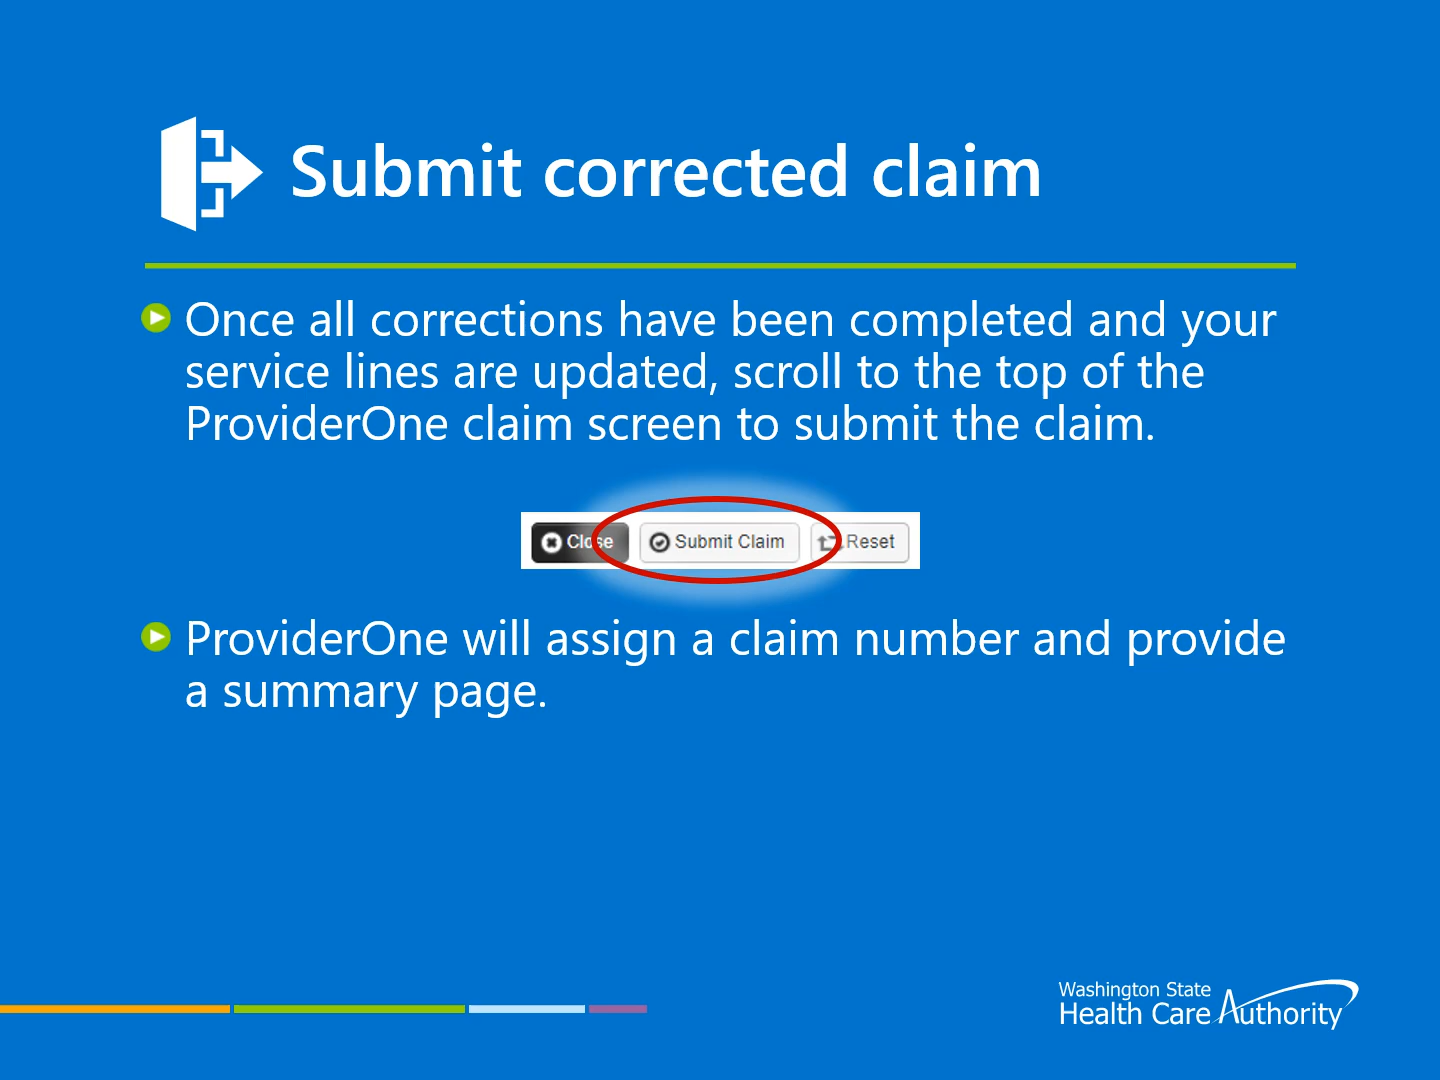 Submit corrected claim
Once all corrections have been completed and your
service lines are updated, scroll to the top of the
ProviderOne claim screen to submit the claim.
Close Submit Claim Reset
ProviderOne will assign a claim number and provide
a summary page.
Washington State
Health Care Authority